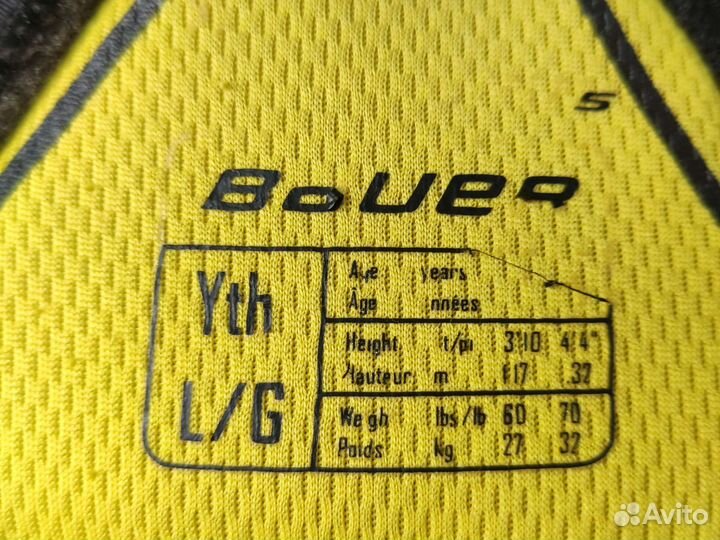 S
Bauer
Yth
L/G
Age years
Âge nnées
Height t/pi 3'10 4'4"
Hauteur m 1.17 .32
Weigh lbs/lb 60 70
Poids Kg. 27 32
Avito